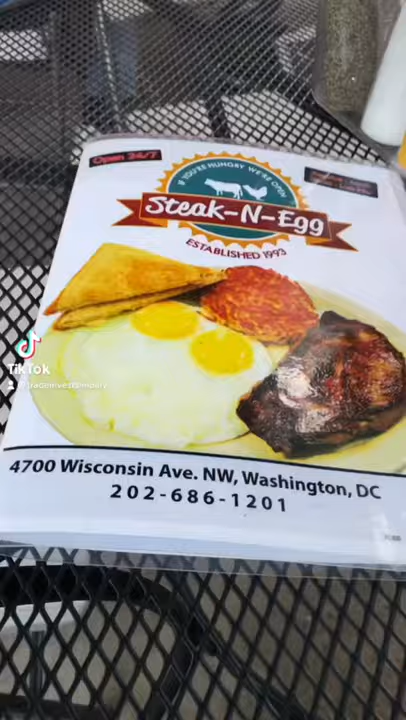 Open 24/7
IF YOU'RE HUNGRY WE'RE OPEN
Steak-N-Egg
ESTABLISHED 1993
TikTok
4700 Wisconsin Ave. NW, Washington, DC
202-686-1201